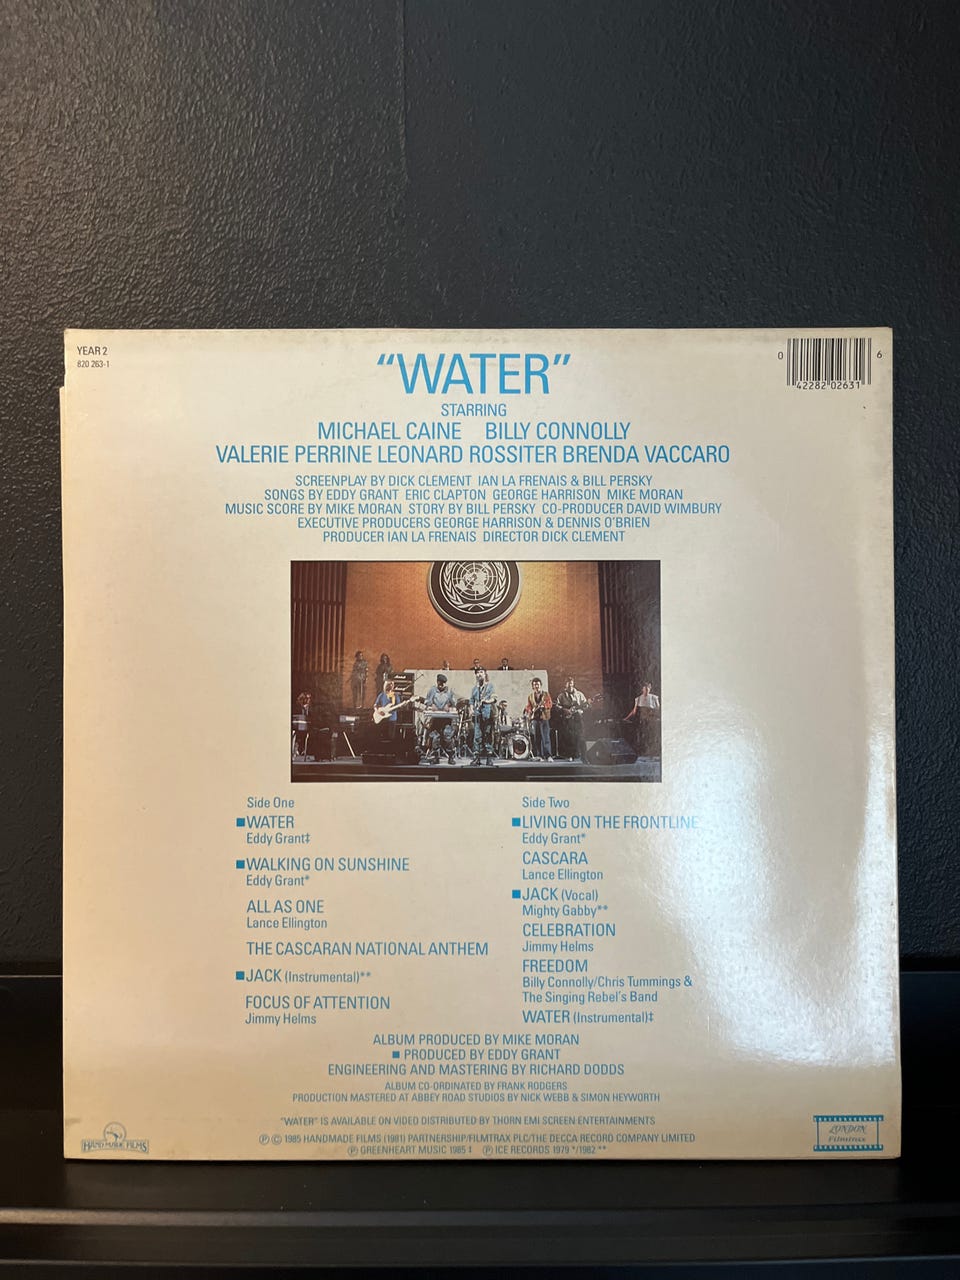 YEAR 2
820 263-1
0 42282 02631 6
“WATER”
STARRING
MICHAEL CAINE BILLY CONNOLLY
VALERIE PERRINE LEONARD ROSSITER BRENDA VACCARO
SCREENPLAY BY DICK CLEMENT IAN LA FRENAIS & BILL PERSKY
SONGS BY EDDY GRANT ERIC CLAPTON GEORGE HARRISON MIKE MORAN
MUSIC SCORE BY MIKE MORAN STORY BY BILL PERSKY CO-PRODUCER DAVID WIMBURY
EXECUTIVE PRODUCERS GEORGE HARRISON & DENNIS O’BRIEN
PRODUCER IAN LA FRENAIS DIRECTOR DICK CLEMENT
Side One
■WATER
Eddy Grant‡
■WALKING ON SUNSHINE
Eddy Grant*
ALL AS ONE
Lance Ellington
THE CASCARAN NATIONAL ANTHEM
■JACK (Instrumental)**
FOCUS OF ATTENTION
Jimmy Helms
Side Two
■LIVING ON THE FRONTLINE
Eddy Grant*
CASCARA
Lance Ellington
■JACK (Vocal)
Mighty Gabby**
CELEBRATION
Jimmy Helms
FREEDOM
Billy Connolly/Chris Tummings &
The Singing Rebel’s Band
WATER (Instrumental)‡
ALBUM PRODUCED BY MIKE MORAN
■ PRODUCED BY EDDY GRANT
ENGINEERING AND MASTERING BY RICHARD DODDS
ALBUM CO-ORDINATED BY FRANK RODGERS
PRODUCTION MASTERED AT ABBEY ROAD STUDIOS BY NICK WEBB & SIMON HEYWORTH
“WATER” IS AVAILABLE ON VIDEO DISTRIBUTED BY THORN EMI SCREEN ENTERTAINMENTS
Ⓟ Ⓒ 1985 HANDMADE FILMS (1981) PARTNERSHIP/FILMTRAX PLC/THE DECCA RECORD COMPANY LIMITED
Ⓟ GREENHEART MUSIC 1985 ‡ Ⓟ ICE RECORDS 1979 */1982 **
HANDMADE FILMS
LONDON
Filmtrax